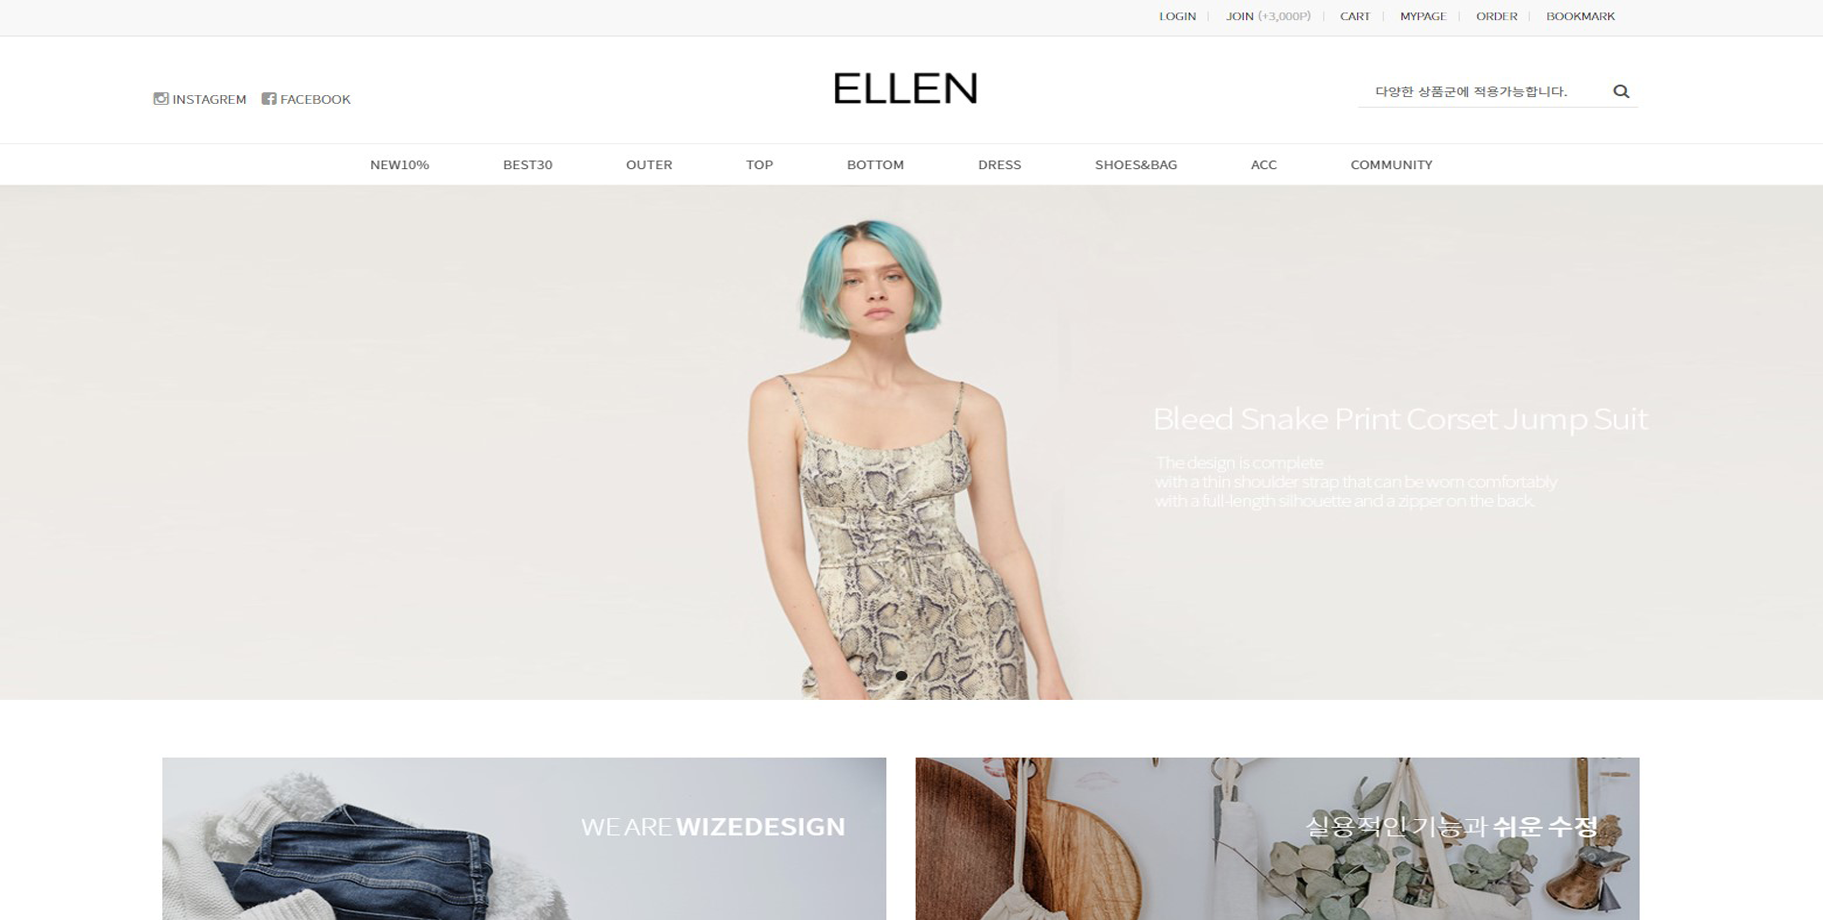 LOGIN JOIN (+3,000P) CART MYPAGE ORDER BOOKMARK
INSTAGREM FACEBOOK
ELLEN
다양한 상품군에 적용가능합니다.
NEW10% BEST30 OUTER TOP BOTTOM DRESS SHOES&BAG ACC COMMUNITY
Bleed Snake Print Corset Jump Suit
The design is complete
with a thin shoulder strap that can be worn comfortably
with a full-length silhouette and a zipper on the back.
WE ARE WIZEDESIGN
실용적인 기능과 쉬운 수정